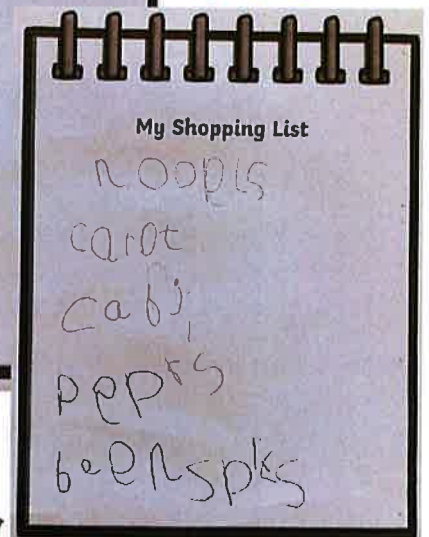 My Shopping List
noopls
carot
cabj
peprs
beenspks